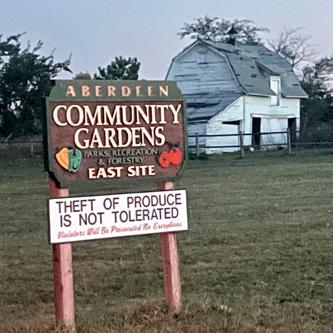 ABERDEEN
COMMUNITY
GARDENS
PARKS, RECREATION
& FORESTRY
EAST SITE
THEFT OF PRODUCE
IS NOT TOLERATED
Violators Will Be Prosecuted No Exceptions